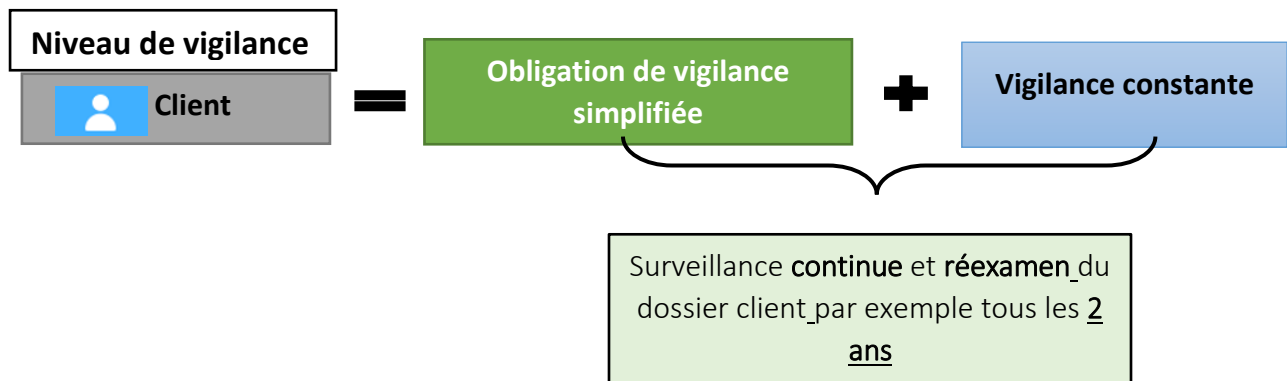 Niveau de vigilance
Client
=
Obligation de vigilance
simplifiée
+
Vigilance constante
Surveillance continue et réexamen du
dossier client par exemple tous les 2
ans